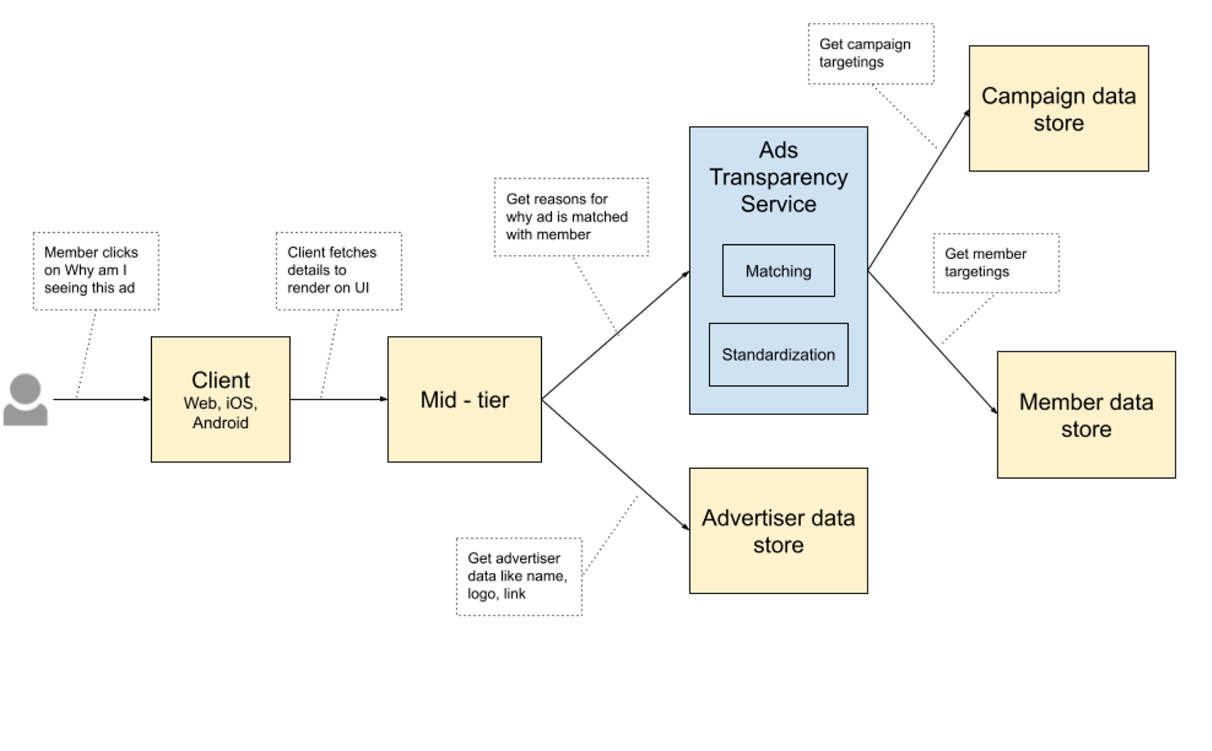 Get campaign
targetings
Campaign data
store
Ads
Transparency
Service
Get reasons for
why ad is matched
with member
Member clicks
on Why am I
seeing this ad
Client fetches
details to
render on UI
Get member
targetings
Matching
Standardization
Client
Web, iOS,
Android
Mid - tier
Member data
store
Advertiser data
store
Get advertiser
data like name,
logo, link